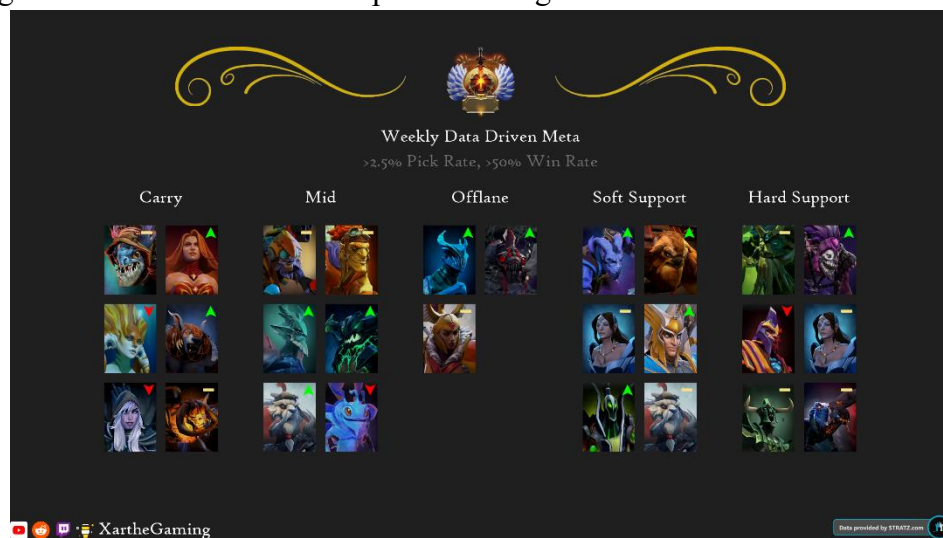 Weekly Data Driven Meta
>2.5% Pick Rate, >50% Win Rate
Carry
Mid
Offlane
Soft Support
Hard Support
XartheGaming
Data provided by STRATZ.com